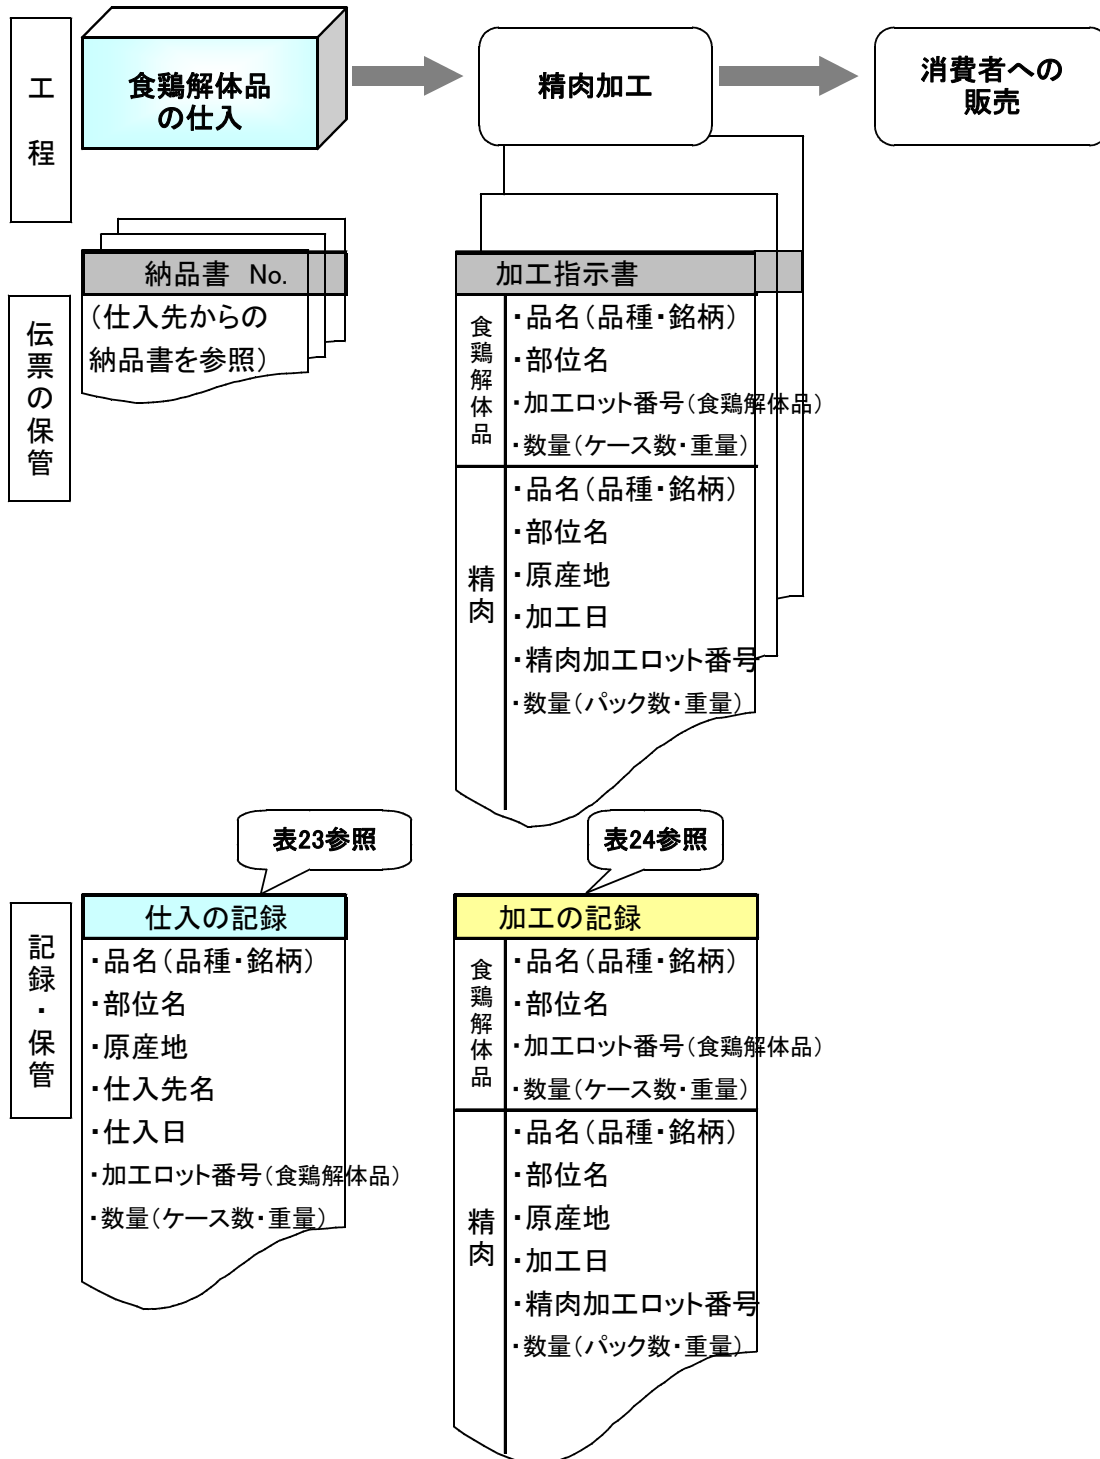 工程
食鶏解体品
の仕入
精肉加工
消費者への
販売
伝票の保管
納品書 No.
（仕入先からの
納品書を参照）
加工指示書
食鶏解体品
・品名（品種・銘柄）
・部位名
・加工ロット番号（食鶏解体品）
・数量（ケース数・重量）
精肉
・品名（品種・銘柄）
・部位名
・原産地
・加工日
・精肉加工ロット番号
・数量（パック数・重量）
表23参照
表24参照
記録・保管
仕入の記録
・品名（品種・銘柄）
・部位名
・原産地
・仕入先名
・仕入日
・加工ロット番号（食鶏解体品）
・数量（ケース数・重量）
加工の記録
食鶏解体品
・品名（品種・銘柄）
・部位名
・加工ロット番号（食鶏解体品）
・数量（ケース数・重量）
精肉
・品名（品種・銘柄）
・部位名
・原産地
・加工日
・精肉加工ロット番号
・数量（パック数・重量）